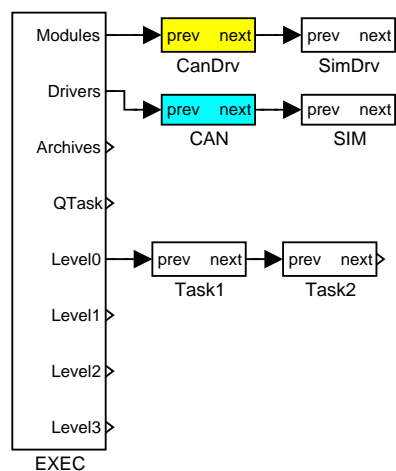 Modules
prev next
prev next
CanDrv
SimDrv
Drivers
prev next
prev next
CAN
SIM
Archives
QTask
Level0
prev next
prev next
Task1
Task2
Level1
Level2
Level3
EXEC